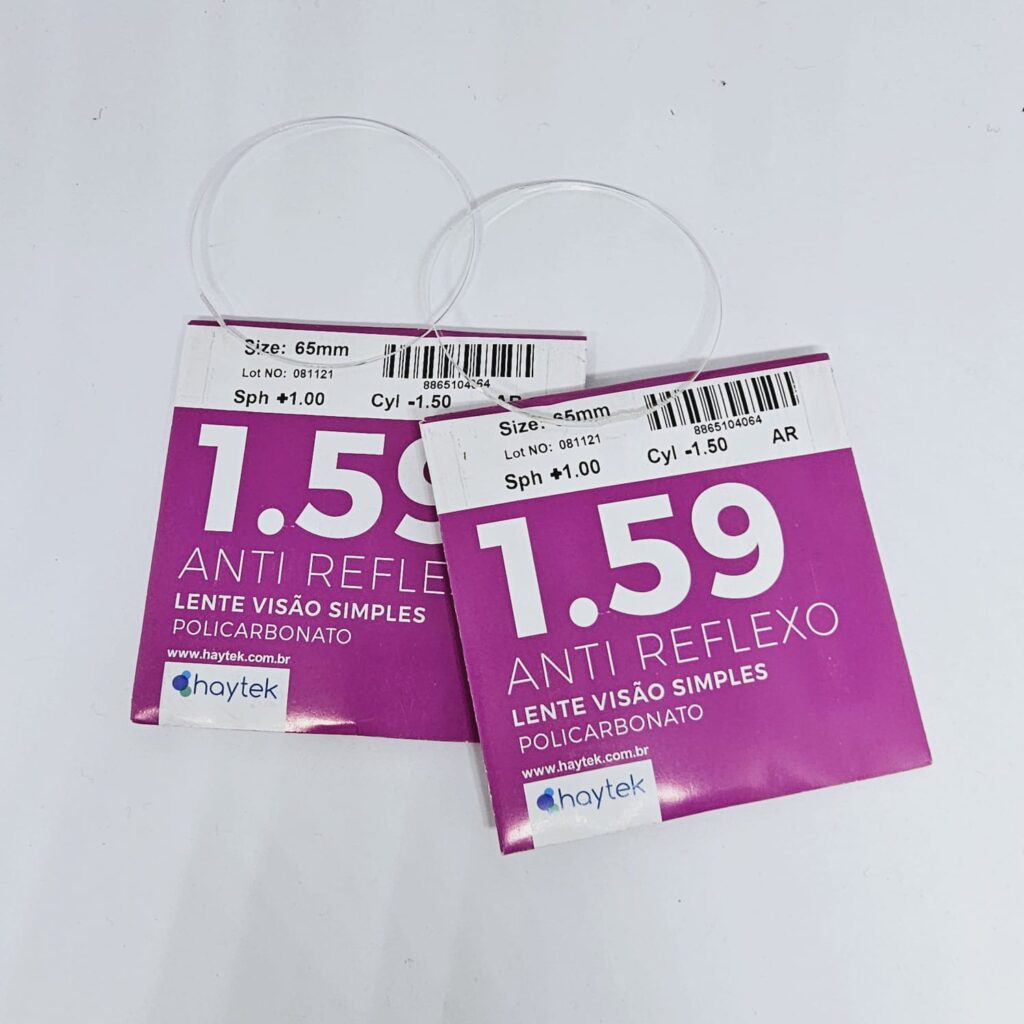 Size: 65mm
Lot NO: 081121
8865104064
Sph +1.00 Cyl -1.50 AR
1.59
ANTI REFLE
LENTE VISÃO SIMPLES
POLICARBONATO
www.haytek.com.br
haytek
Size: 65mm
Lot NO: 081121
8865104064
Sph +1.00 Cyl -1.50 AR
1.59
ANTI REFLEXO
LENTE VISÃO SIMPLES
POLICARBONATO
www.haytek.com.br
haytek